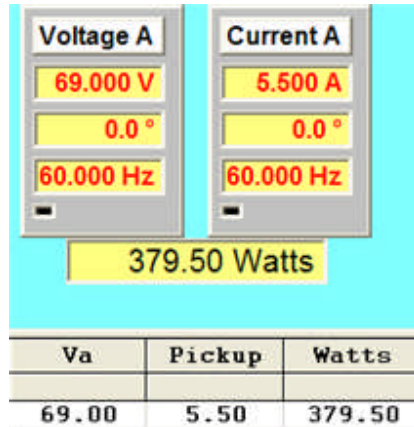 Voltage A Current A
69.000 V 5.500 A
0.0 ° 0.0 °
60.000 Hz 60.000 Hz
379.50 Watts
Va Pickup Watts
69.00 5.50 379.50